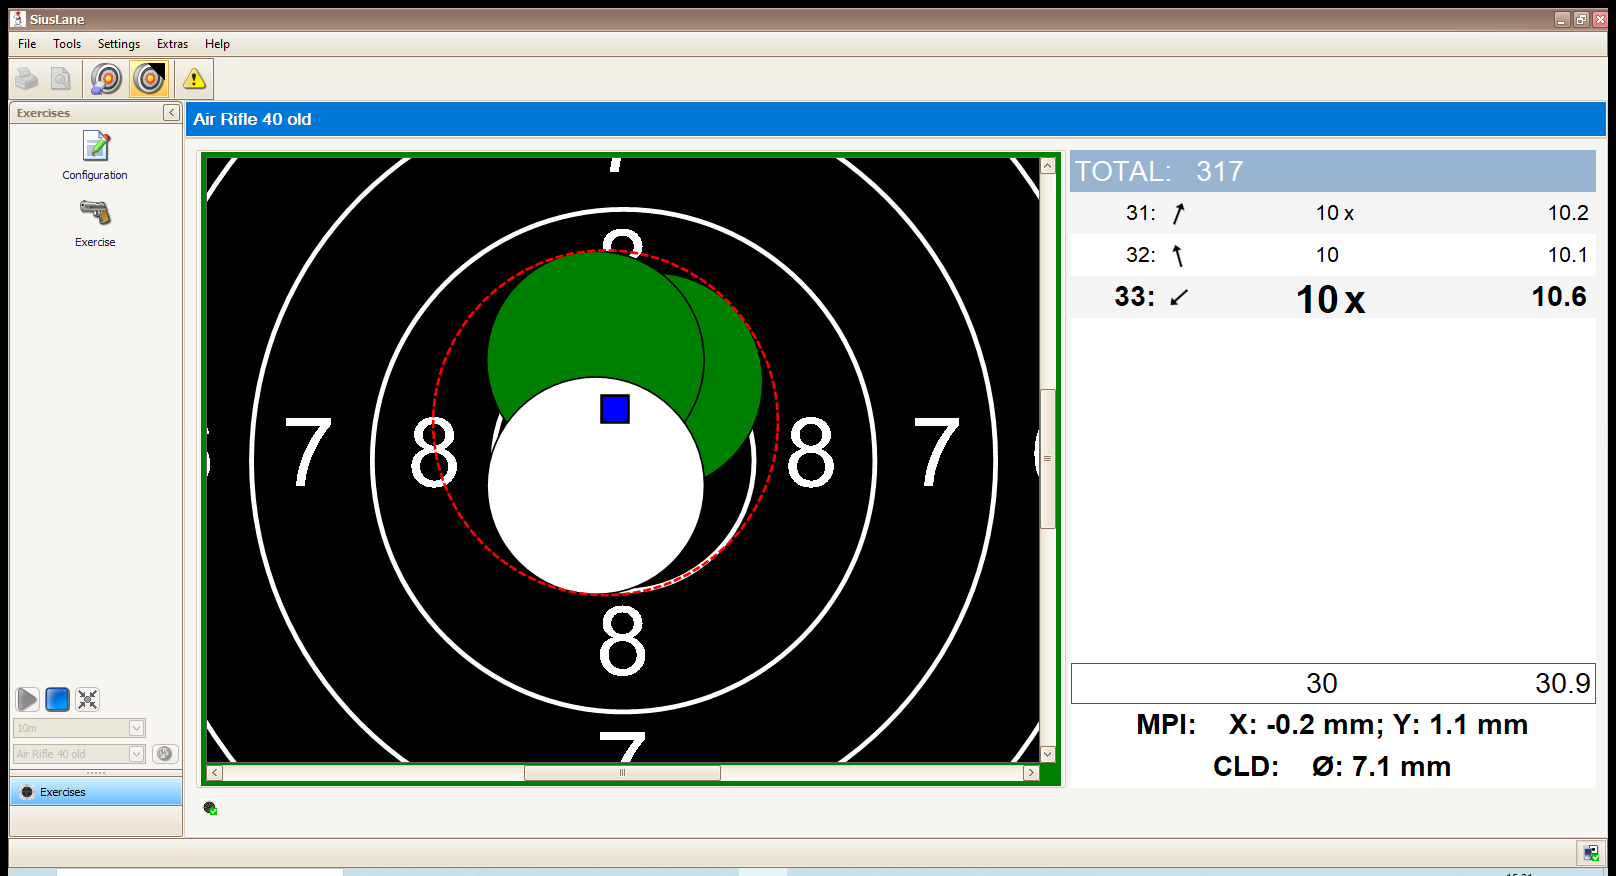 SiusLane
File Tools Settings Extras Help
Exercises
Configuration
Exercise
10m
Air Rifle 40 old
Exercises
Air Rifle 40 old
7
8
7 8 8 7
8
7
TOTAL: 317
31: 10 x 10.2
32: 10 10.1
33: 10 x 10.6
30 30.9
MPI: X: -0.2 mm; Y: 1.1 mm
CLD: Ø: 7.1 mm